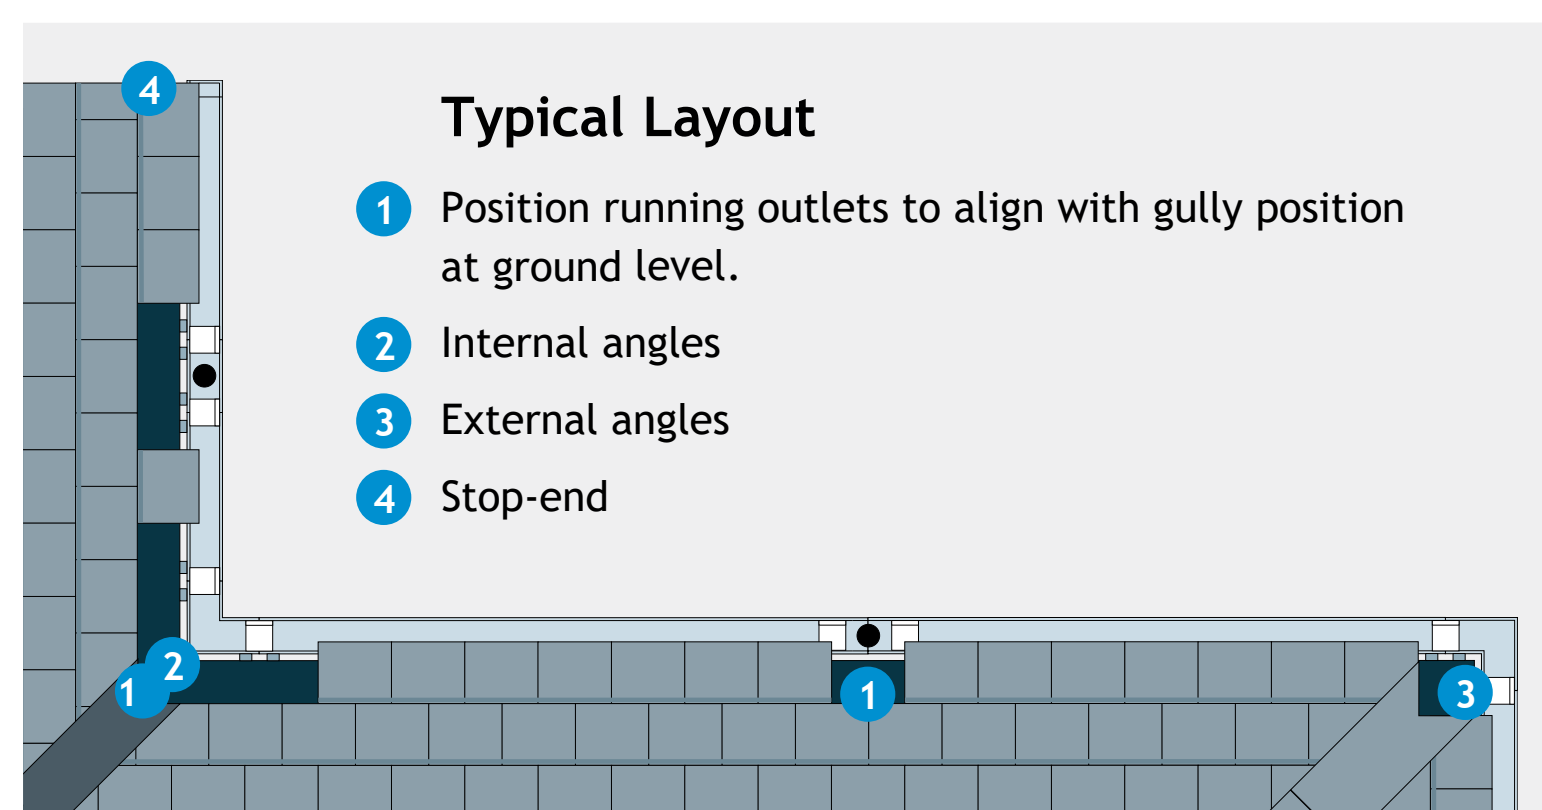 4
Typical Layout
1 Position running outlets to align with gully position
at ground level.
2 Internal angles
3 External angles
4 Stop-end
2
1
1
3